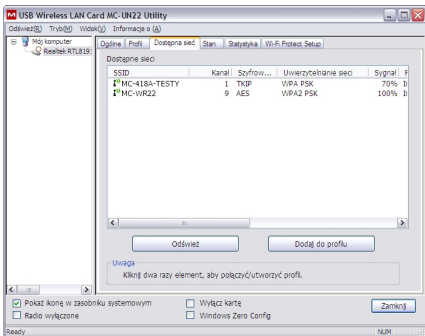 USB Wireless LAN Card MC-UN22 Utility
Odśwież(R) Tryb(M) Widok(V) Informacje o (A)
Mój komputer
Realtek RTL819
Ogólne Profil Dostępna sieć Stan Statystyka Wi-Fi Protect Setup
Dostępne sieci
SSID Kanał Szyfrow... Uwierzytelnianie sieci Sygnał
MC-418A-TESTY 1 TKIP WPA PSK 70%
MC-WR22 9 AES WPA2 PSK 100%
Odśwież Dodaj do profilu
Uwaga
Kliknij dwa razy element, aby połączyć/utworzyć profil.
Pokaż ikonę w zasobniku systemowym Wyłącz kartę Zamknij
Radio wyłączone Windows Zero Config
Ready NUM